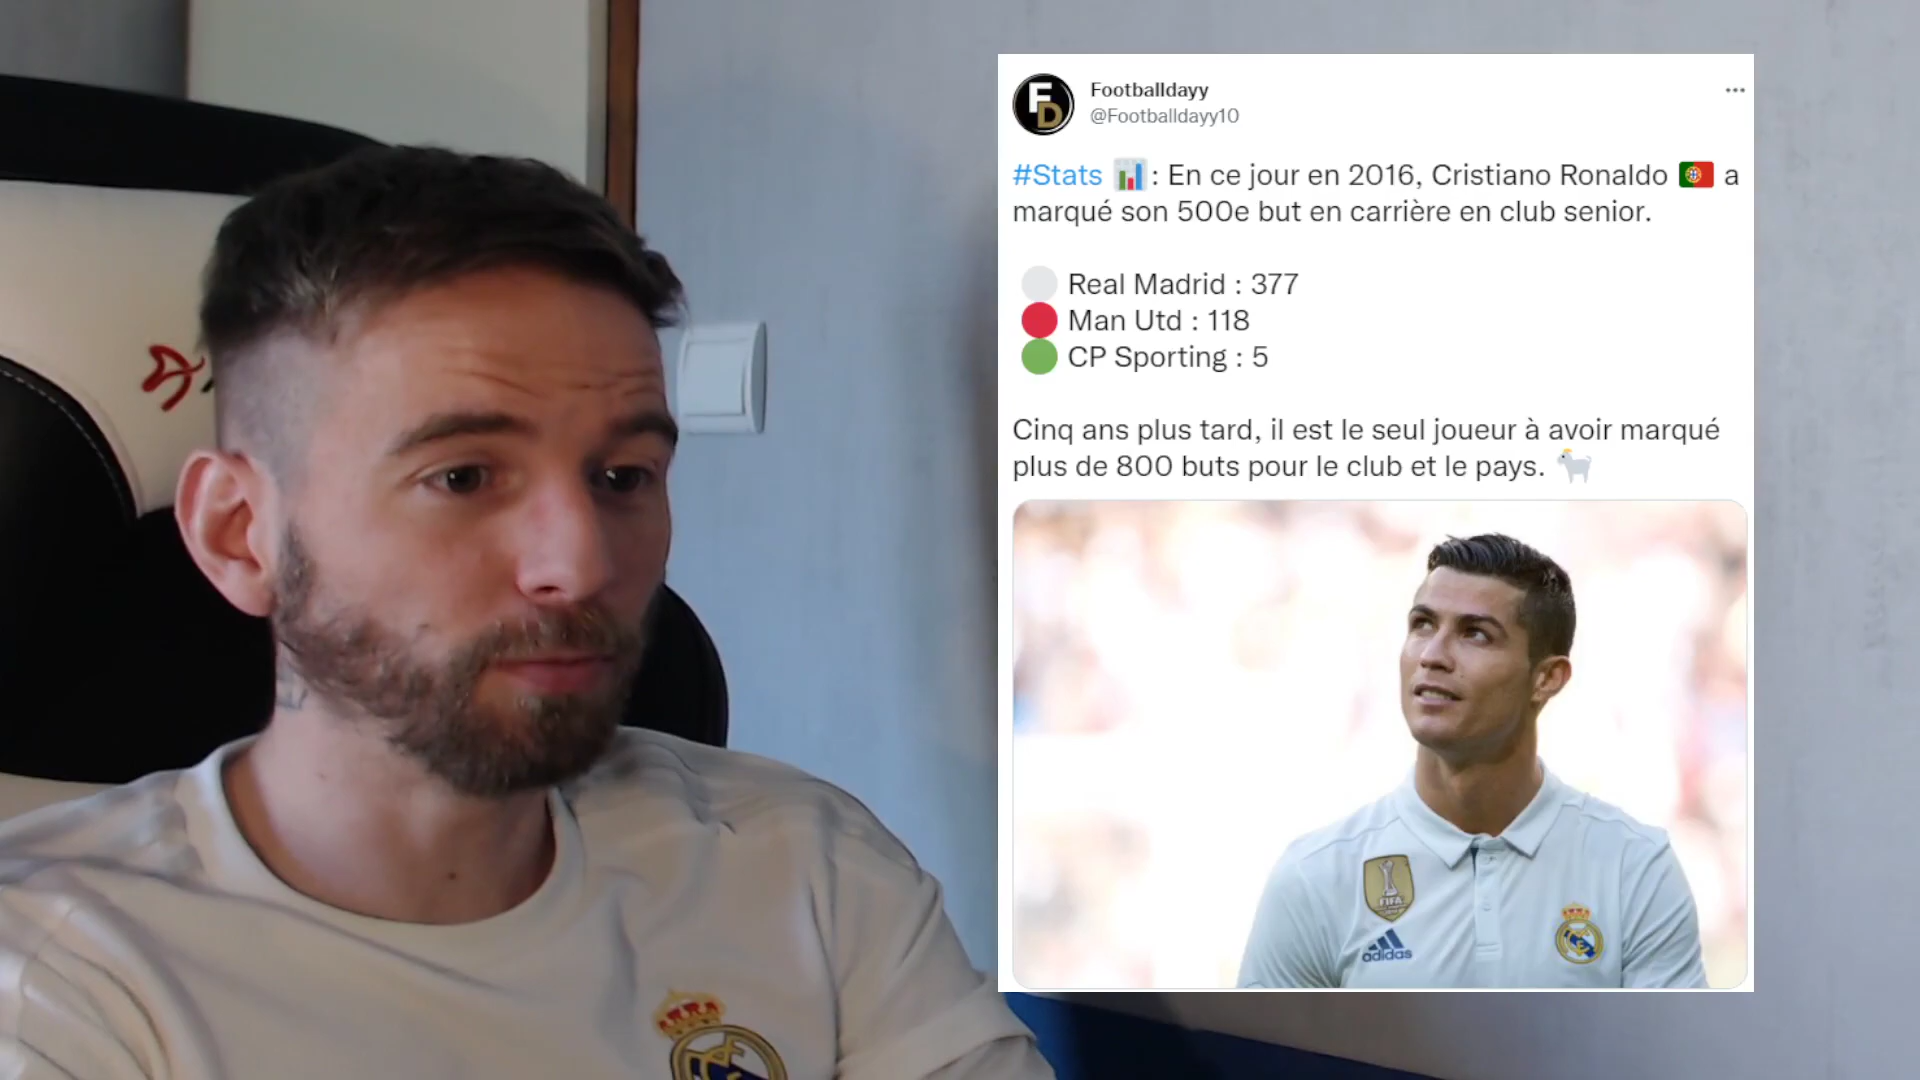 Footballdayy
@Footballdayy10
#Stats : En ce jour en 2016, Cristiano Ronaldo a
marqué son 500e but en carrière en club senior.
Real Madrid : 377
Man Utd : 118
CP Sporting : 5
Cinq ans plus tard, il est le seul joueur à avoir marqué
plus de 800 buts pour le club et le pays.
FIFA
adidas